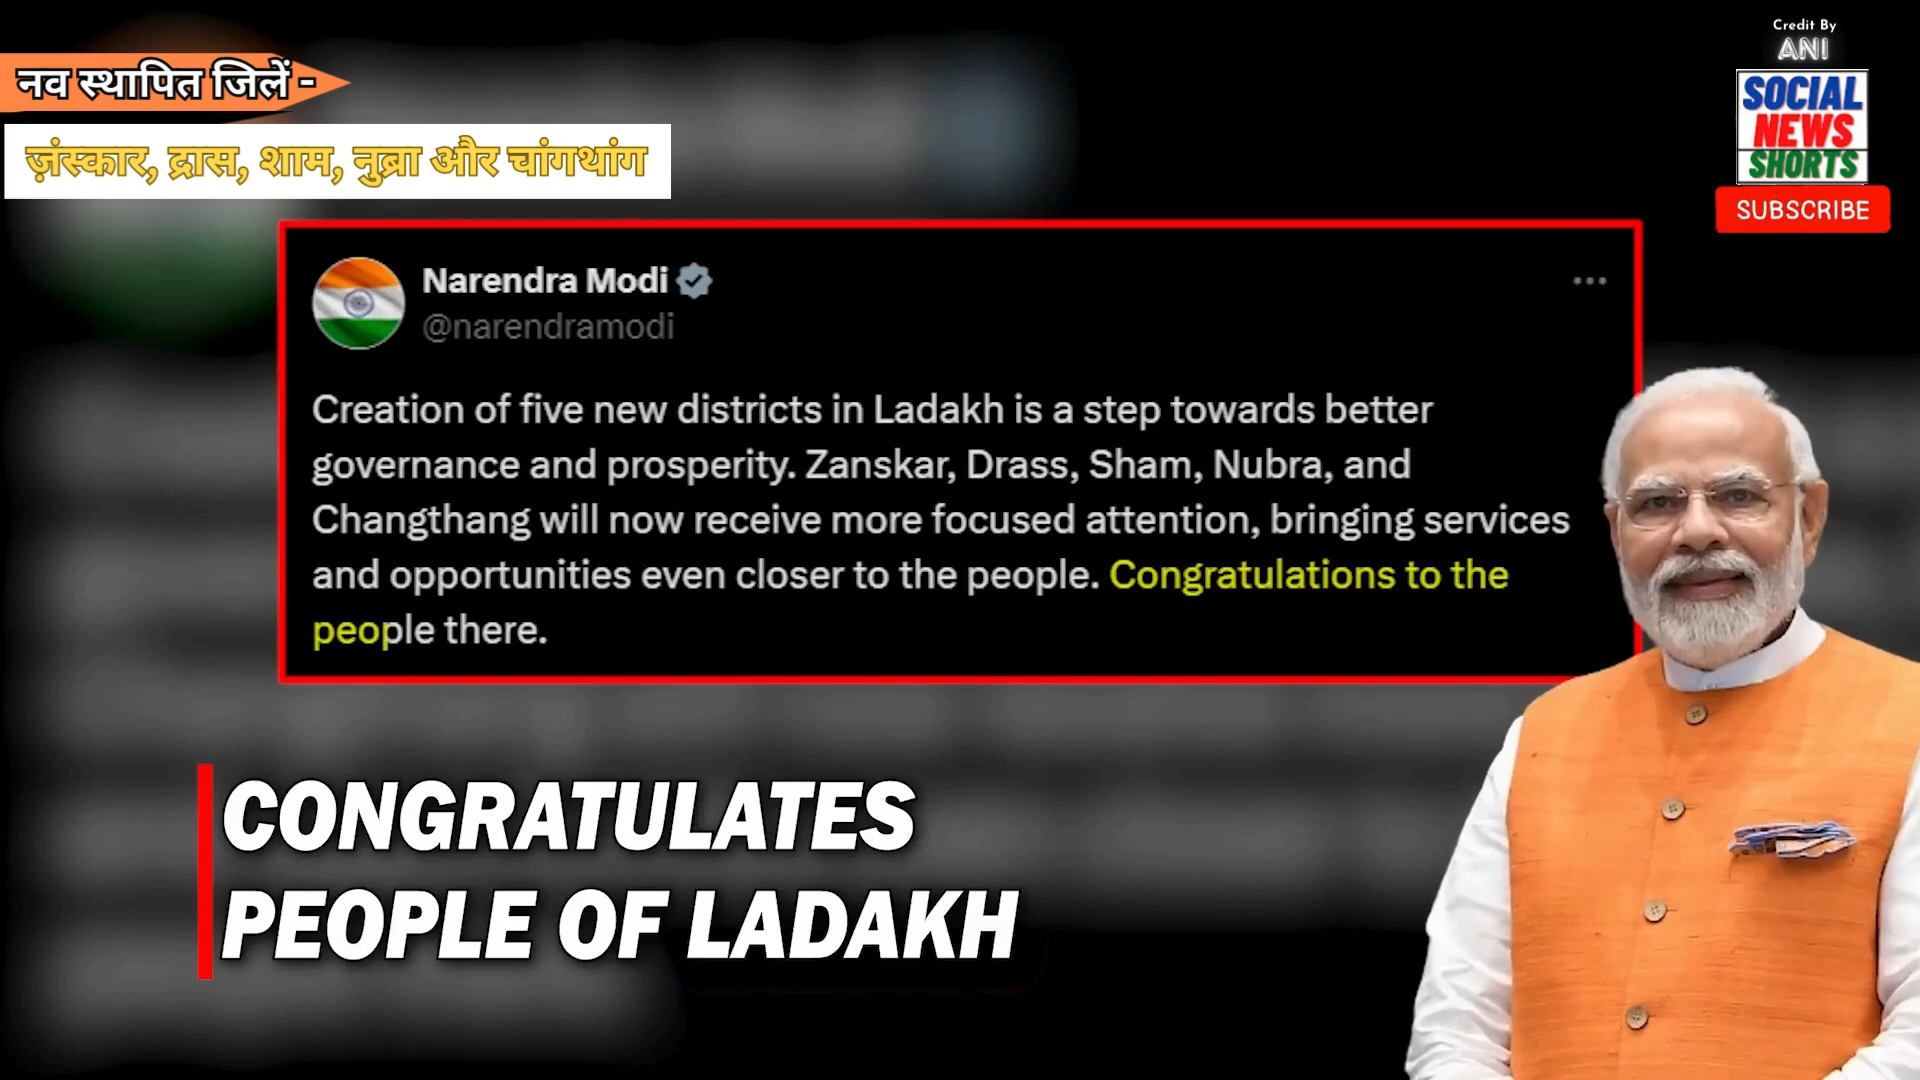 नव स्थापित जिलें -
ज़ंस्कार, द्रास, शाम, नुब्रा और चांगथांग
Credit By
ANI
SOCIAL
NEWS
SHORTS
SUBSCRIBE
Narendra Modi
@narendramodi
Creation of five new districts in Ladakh is a step towards better
governance and prosperity. Zanskar, Drass, Sham, Nubra, and
Changthang will now receive more focused attention, bringing services
and opportunities even closer to the people. Congratulations to the
people there.
CONGRATULATES
PEOPLE OF LADAKH